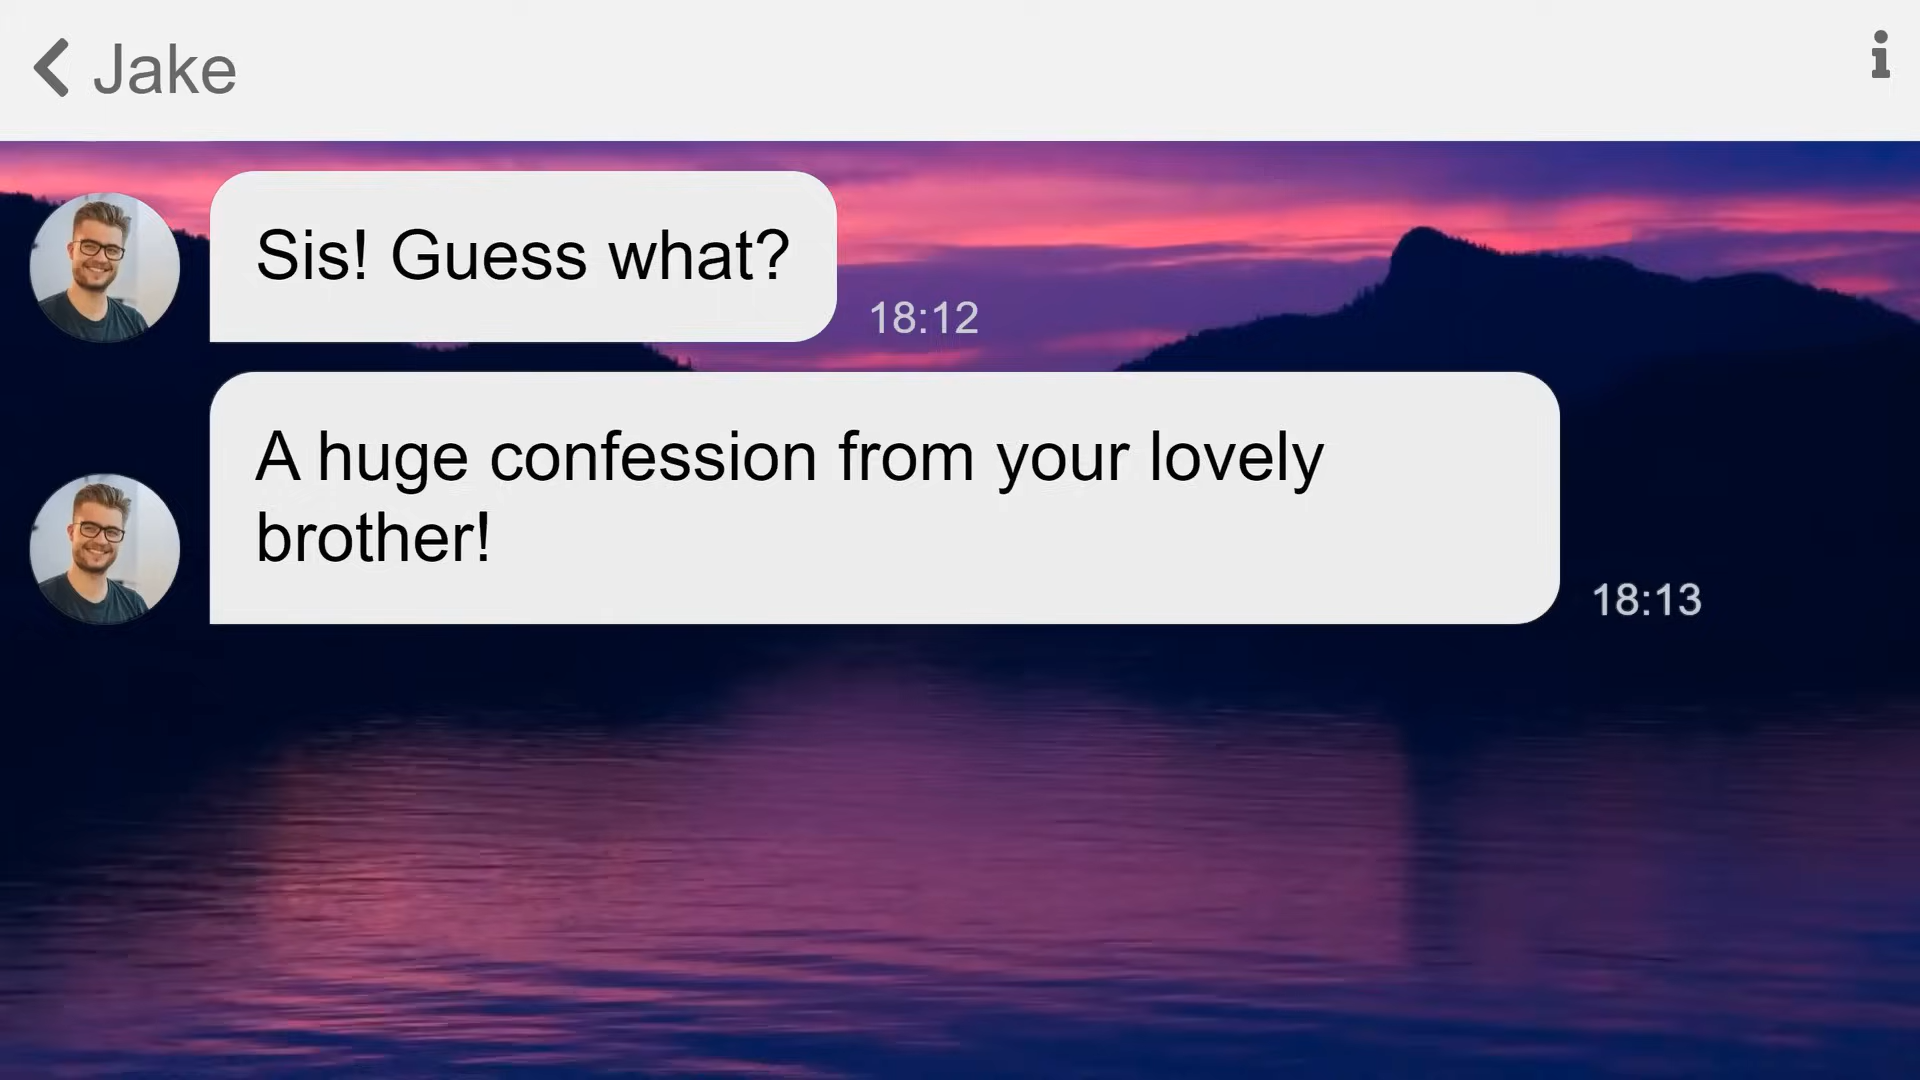 Jake
Sis! Guess what?
18:12
A huge confession from your lovely
brother!
18:13